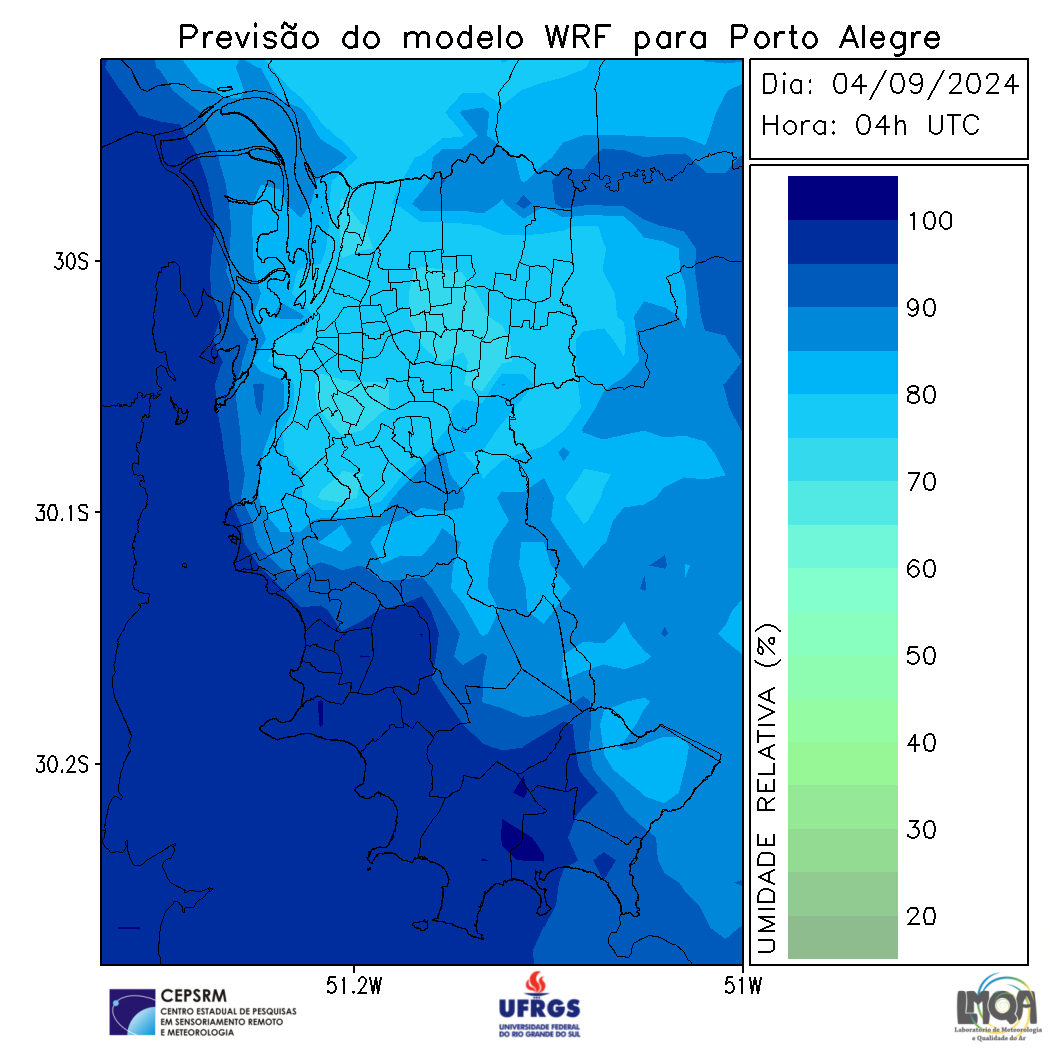 Previsão do modelo WRF para Porto Alegre
Dia: 04/09/2024
Hora: 04h UTC
30S
30.1S
30.2S
51.2W
51W
UMIDADE RELATIVA (%)
100
90
80
70
60
50
40
30
20
CEPSRM
CENTRO ESTADUAL DE PESQUISAS
EM SENSORIAMENTO REMOTO
E METEOROLOGIA
UFRGS
UNIVERSIDADE FEDERAL
DO RIO GRANDE DO SUL
LMQA
Laboratório de Meteorologia
e Qualidade do Ar